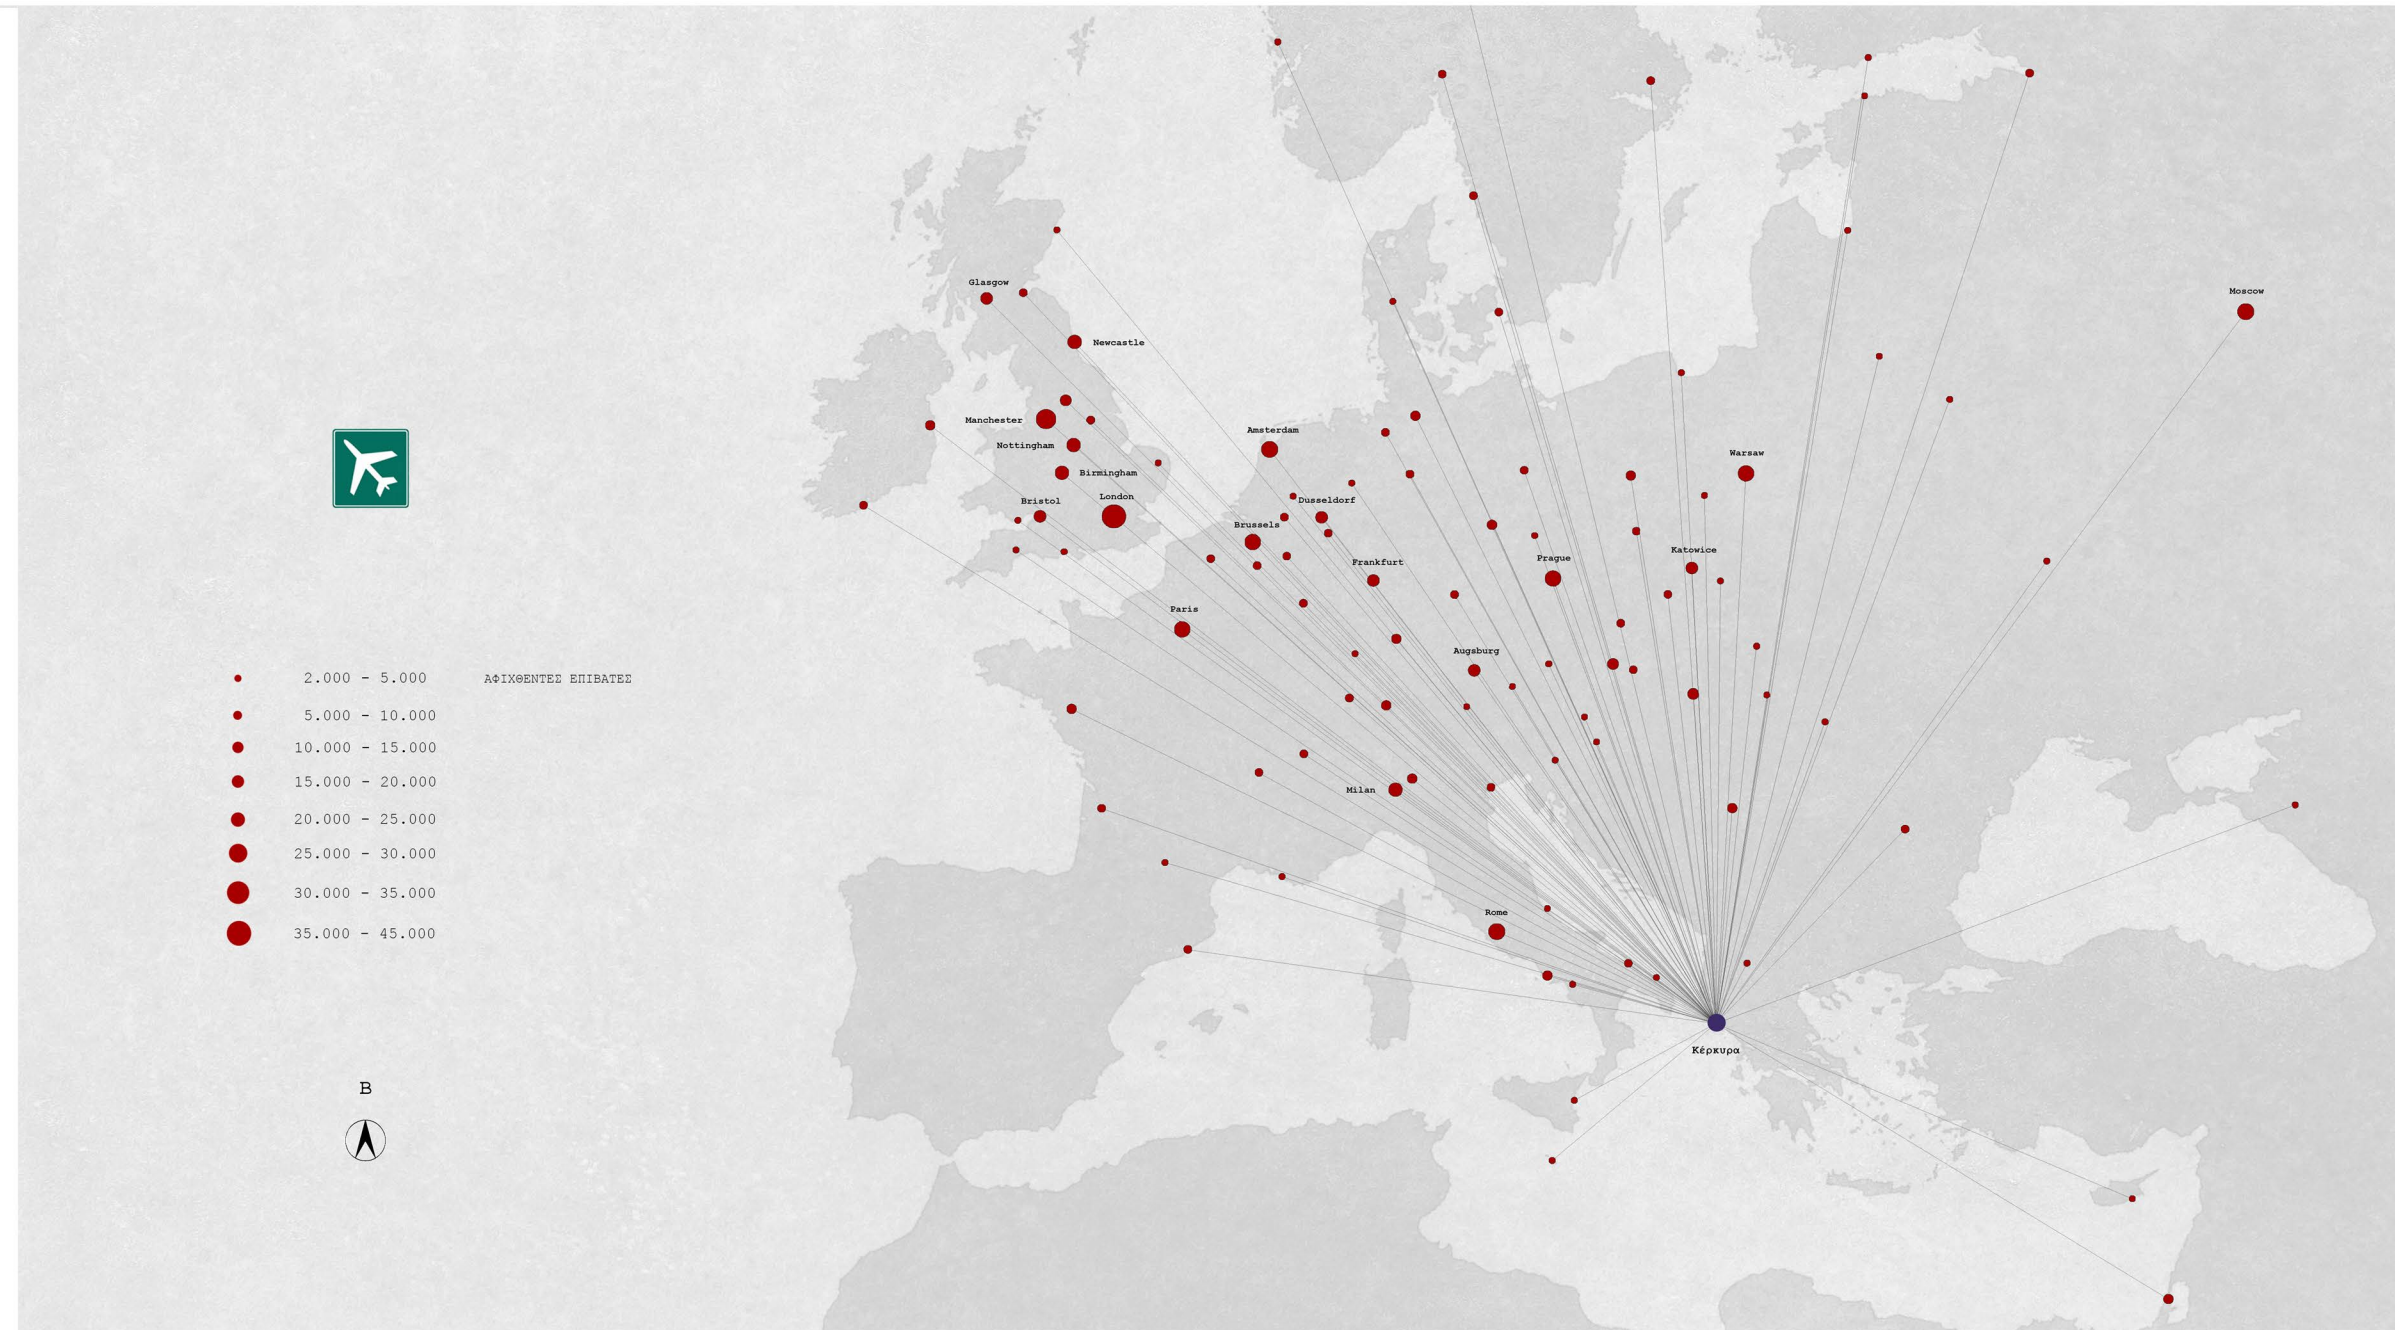 Glasgow
Moscow
Newcastle
Manchester
Amsterdam
Nottingham
Warsaw
Birmingham
London
Bristol
Dusseldorf
Brussels
Katowice
Prague
Frankfurt
Paris
Augsburg
2.000 - 5.000 ΑΦΙΧΘΕΝΤΕΣ ΕΠΙΒΑΤΕΣ
5.000 - 10.000
10.000 - 15.000
15.000 - 20.000
Milan
20.000 - 25.000
25.000 - 30.000
30.000 - 35.000
Rome
35.000 - 45.000
Κέρκυρα
Β